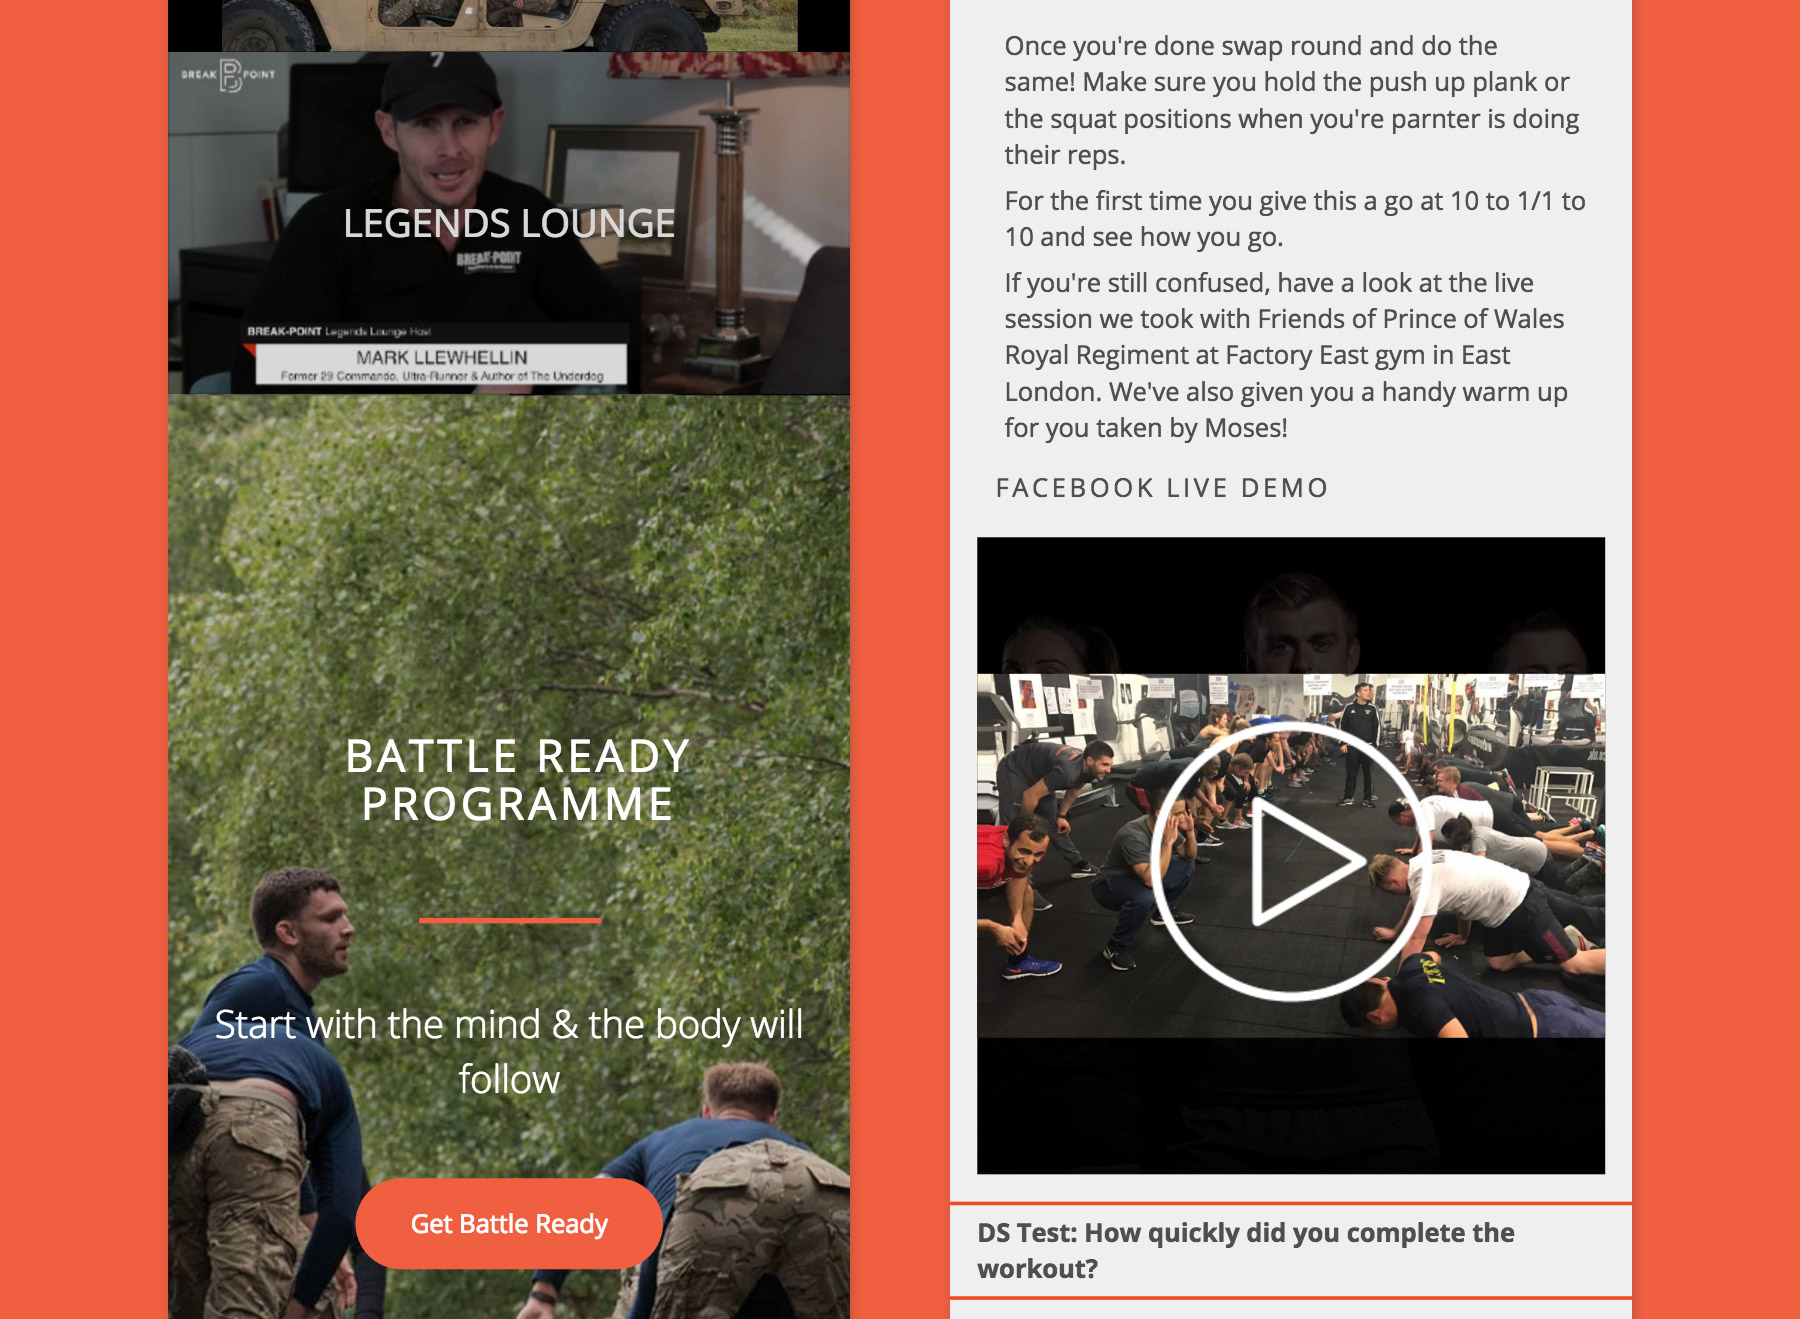 7
BREAK POINT
LEGENDS LOUNGE
BREAK-POINT
BREAK-POINT Legends Lounge Host
MARK LLEWHELLIN
Former 29 Commando, Ultra-Runner & Author of The Underdog
BATTLE READY
PROGRAMME
Start with the mind & the body will
follow
Get Battle Ready
Once you're done swap round and do the
same! Make sure you hold the push up plank or
the squat positions when you're parnter is doing
their reps.
For the first time you give this a go at 10 to 1/1 to
10 and see how you go.
If you're still confused, have a look at the live
session we took with Friends of Prince of Wales
Royal Regiment at Factory East gym in East
London. We've also given you a handy warm up
for you taken by Moses!
FACEBOOK LIVE DEMO
DS Test: How quickly did you complete the
workout?